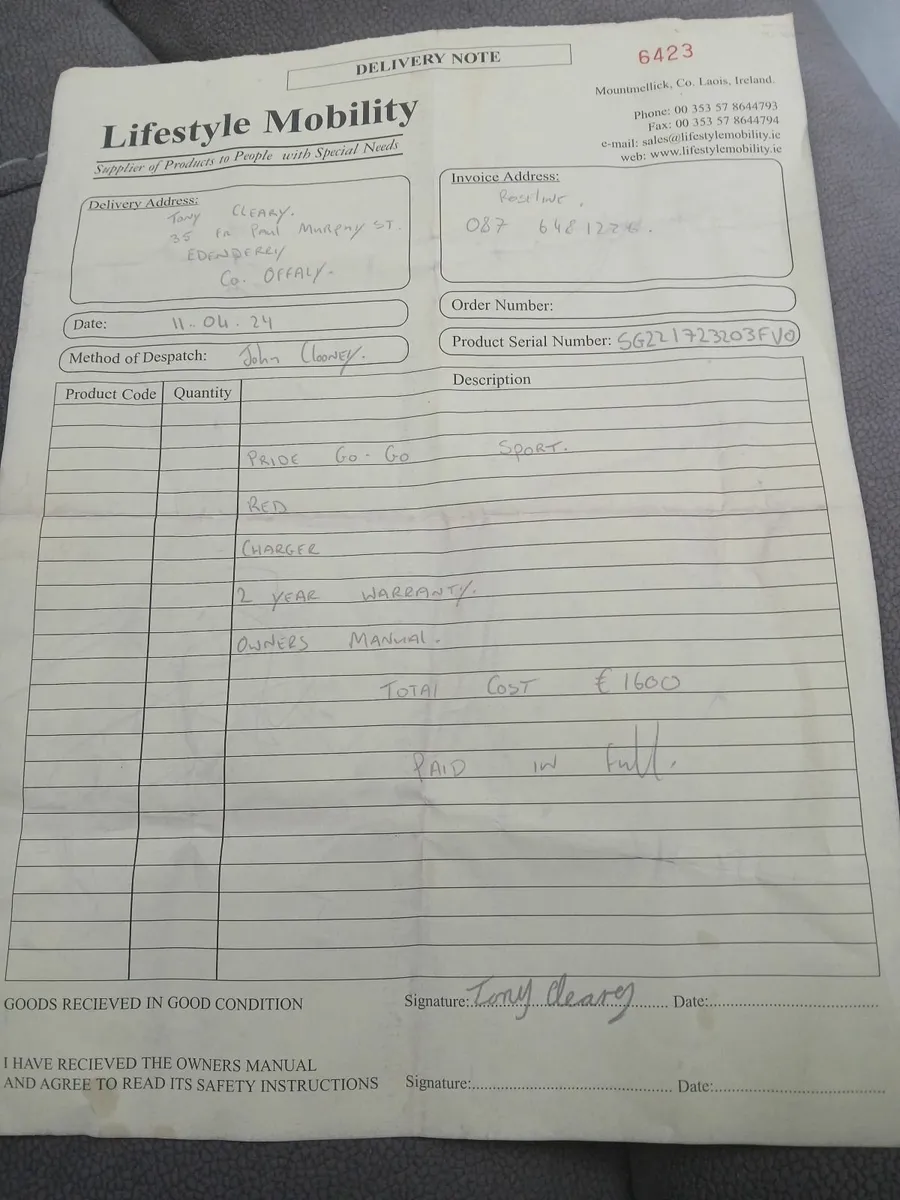 DELIVERY NOTE
6423
Lifestyle Mobility
Supplier of Products to People with Special Needs
Mountmellick, Co. Laois, Ireland.
Phone: 00 353 57 8644793
Fax: 00 353 57 8644794
e-mail: sales@lifestylemobility.ie
web: www.lifestylemobility.ie
Delivery Address:
TONY CLEARY.
35 FR PAUL MURPHY ST.
EDENDERRY
Co. OFFALY.
Invoice Address:
087
Date: 11.04.24
Method of Despatch: John CLOONEY.
Order Number:
Product Serial Number: SG221723203FV0
Product Code Quantity Description
PRIDE GO-GO SPORT.
RED
CHARGER
2 YEAR WARRANTY.
OWNERS MANUAL.
TOTAL COST € 1600
PAID IN Full.
GOODS RECIEVED IN GOOD CONDITION
Signature: Tony Cleary Date:
I HAVE RECIEVED THE OWNERS MANUAL
AND AGREE TO READ ITS SAFETY INSTRUCTIONS
Signature: Date: